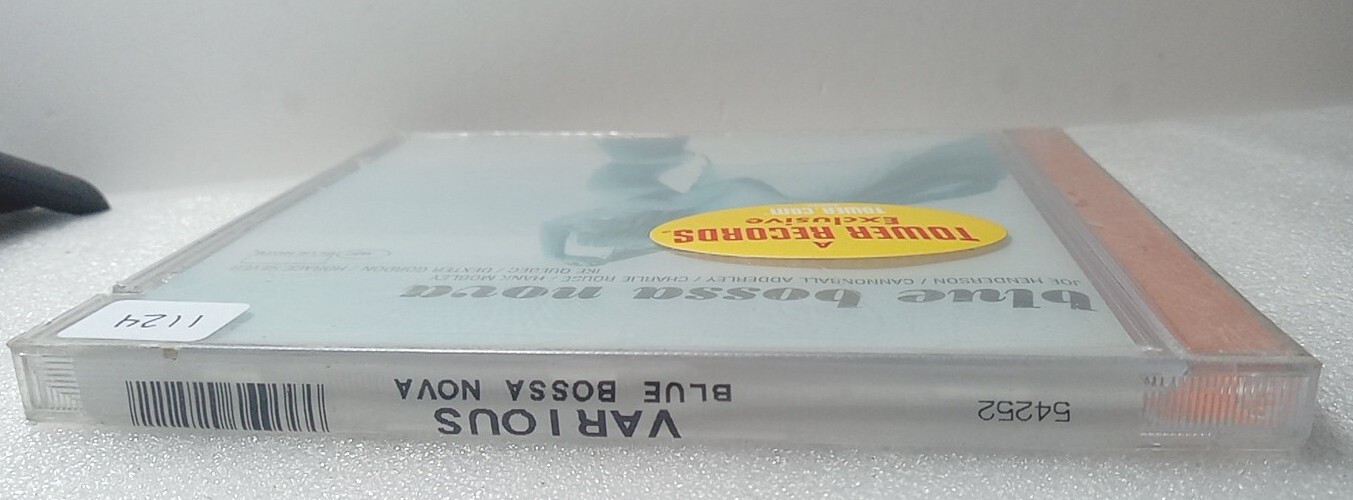 VARIOUS
BLUE BOSSA NOVA
54252
1124
blue bossa nova
JOE HENDERSON / CANNONBALL ADDERLEY / CHARLIE ROUSE / HANK MOBLEY
IKE QUEBEC / DEXTER GORDON / HORACE SILVER
A
TOWER RECORDS
Exclusive
TOWER.COM